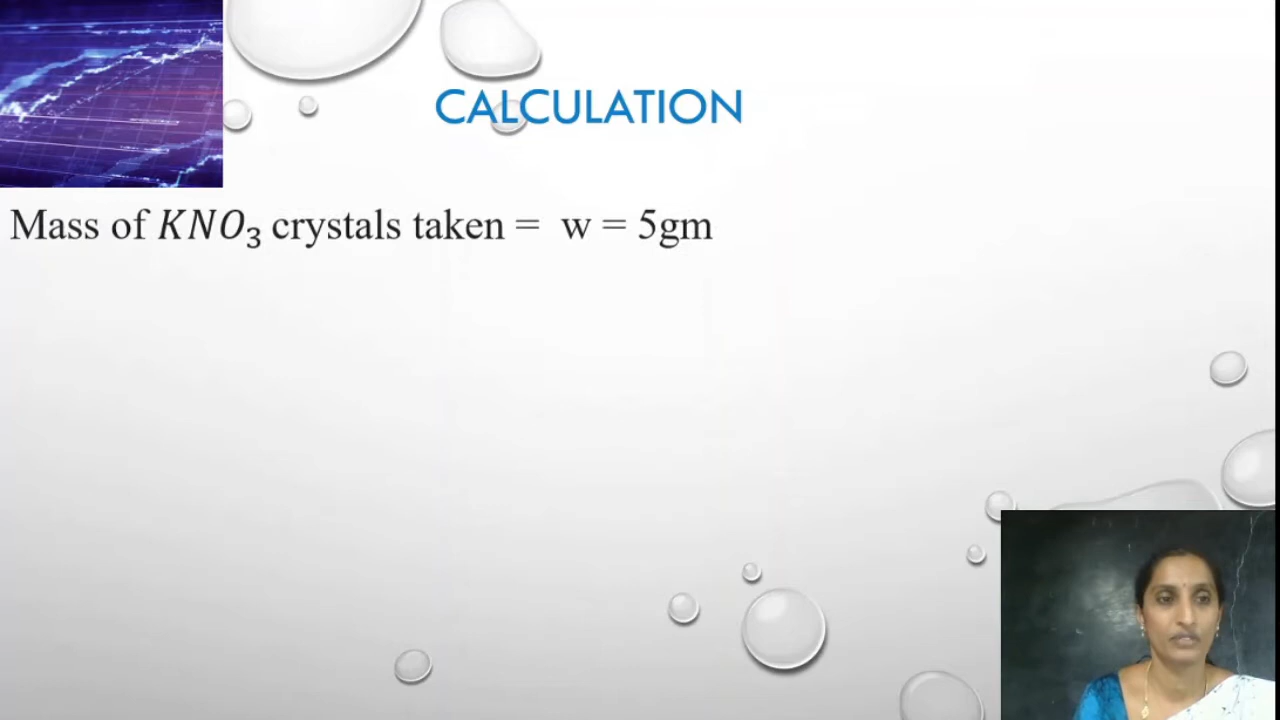 CALCULATION
Mass of KNO₃ crystals taken = w = 5gm